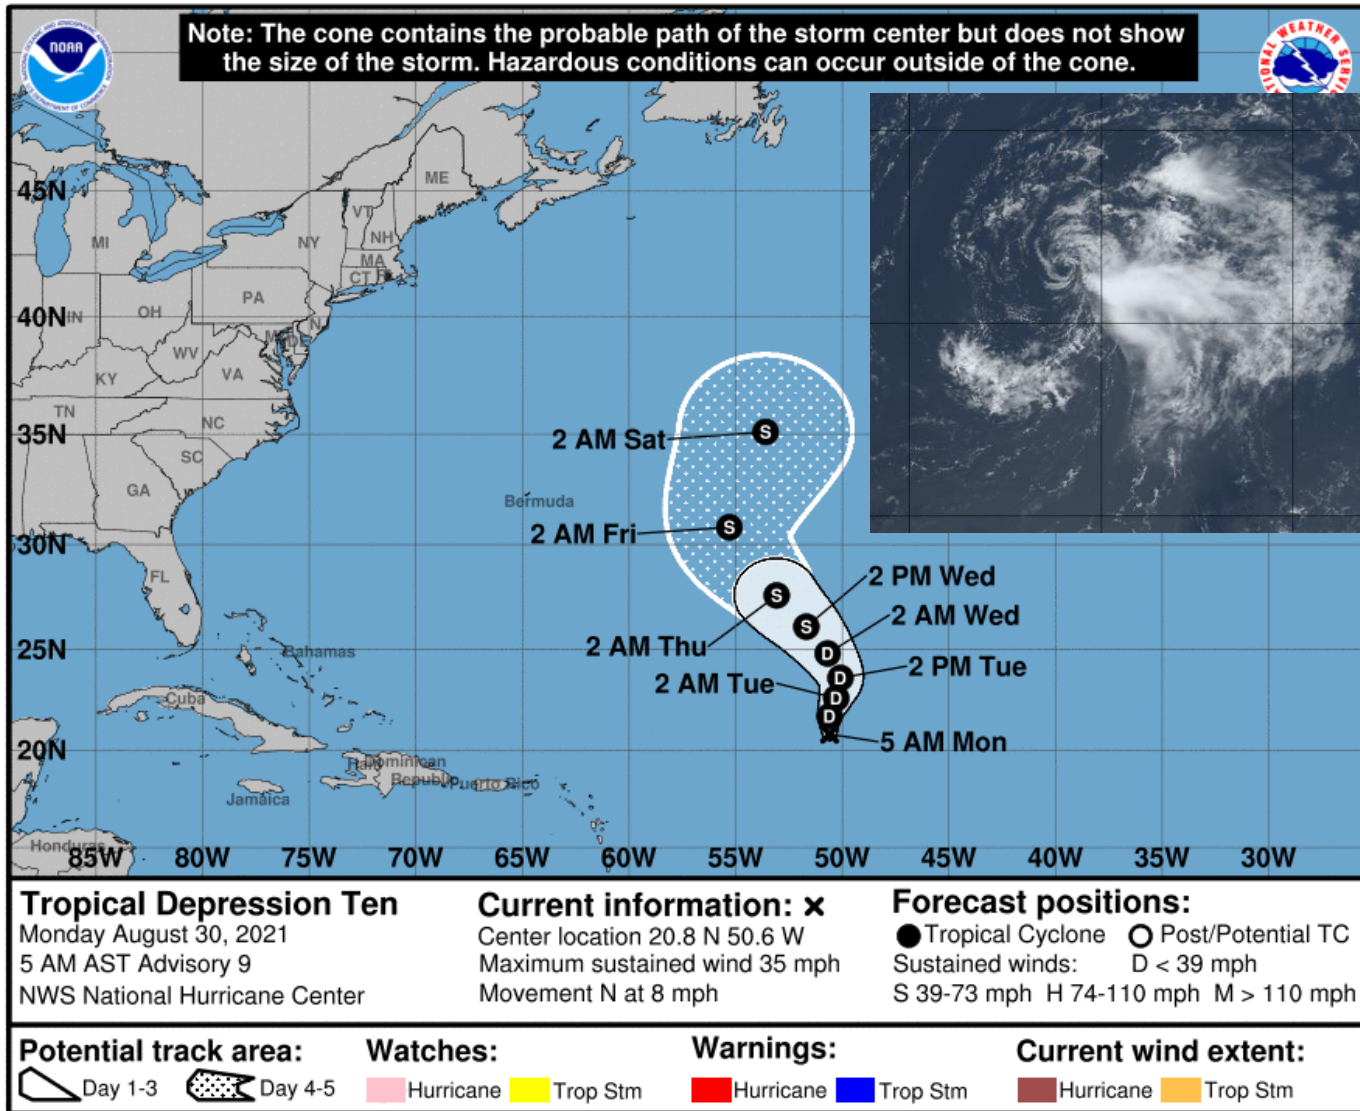 NOAA
Note: The cone contains the probable path of the storm center but does not show
the size of the storm. Hazardous conditions can occur outside of the cone.
45N
40N
35N
30N
25N
20N
ME
VT
NH
NY
MA
CT
MI
PA
OH
IN
WV
VA
KY
TN
NC
SC
GA
FL
Bermuda
Bahamas
Cuba
Haiti
Dominican
Republic
Puerto Rico
Jamaica
Honduras
2 AM Sat
2 AM Fri
2 PM Wed
2 AM Wed
2 AM Thu
2 PM Tue
2 AM Tue
5 AM Mon
S
S
S
S
D
D
D
D
85W 80W 75W 70W 65W 60W 55W 50W 45W 40W 35W 30W
Tropical Depression Ten
Monday August 30, 2021
5 AM AST Advisory 9
NWS National Hurricane Center
Current information: x
Center location 20.8 N 50.6 W
Maximum sustained wind 35 mph
Movement N at 8 mph
Forecast positions:
Tropical Cyclone Post/Potential TC
Sustained winds: D < 39 mph
S 39-73 mph H 74-110 mph M > 110 mph
Potential track area:
Day 1-3 Day 4-5
Watches:
Hurricane Trop Stm
Warnings:
Hurricane Trop Stm
Current wind extent:
Hurricane Trop Stm